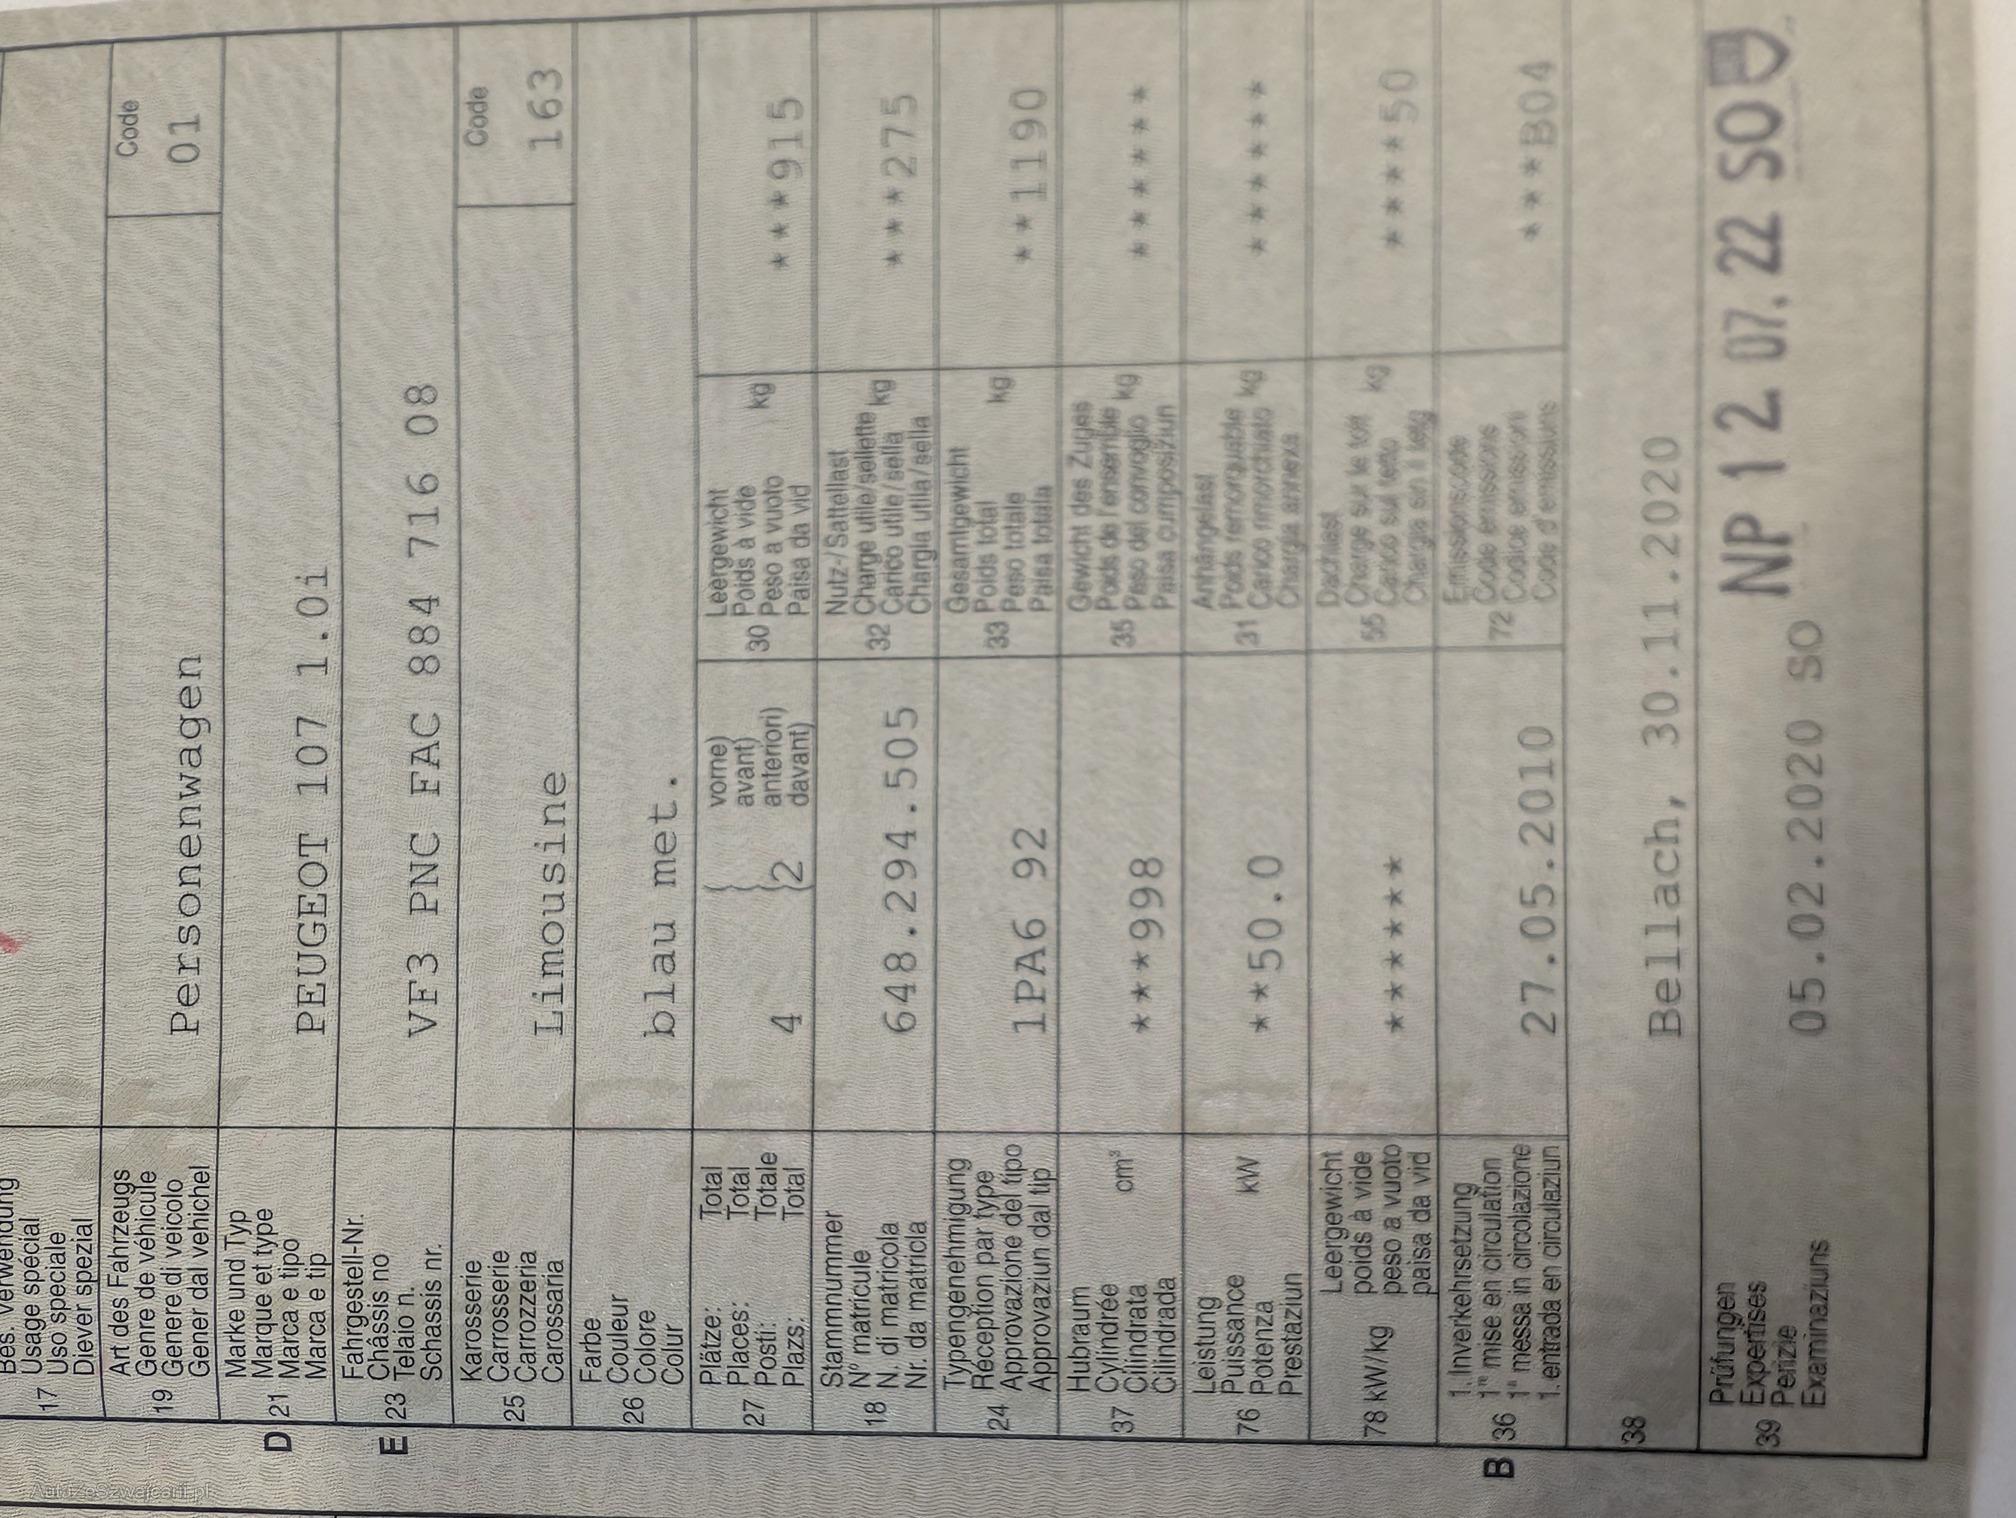 17 Bes. Verwendung
Usage spécial
Uso speciale
Diever spezial
19 Art des Fahrzeugs
Genre de véhicule
Genere di veicolo
Gener dal vehichel
Personenwagen
Code
01
D 21 Marke und Typ
Marque et type
Marca e tipo
Marca e tip
PEUGEOT 107 1.0i
E 23 Fahrgestell-Nr.
Châssis no
Telaio n.
Schassis nr.
VF3 PNC FAC 884 716 08
25 Karosserie
Carrosserie
Carrozzeria
Carossaria
Limousine
Code
163
26 Farbe
Couleur
Colore
Colur
blau met.
27 Plätze: Total
Places: Total
Posti: Totale
Plazs: Total
4
2
vorne)
avant)
anteriori)
davant)
30 Leergewicht
Poids à vide
Peso a vuoto kg
Paisa da vid
***915
18 Stammnummer
N° matricule
N. di matricola
Nr. da matricla
648.294.505
32 Nutz-/Sattellast
Charge utile/sellette
Carico utile/sella kg
Chargia utila/sella
***275
24 Typengenehmigung
Réception par type
Approvazione del tipo
Approvaziun dal tip
1PA6 92
33 Gesamtgewicht
Poids total
Peso totale kg
Paisa totala
**1190
37 Hubraum
Cylindrée cm³
Cilindrata
Cilindrada
***998
35 Gewicht des Zuges
Poids de l'ensemble
Peso del convoglio kg
Paisa cumposiziun
*******
76 Leistung
Puissance kW
Potenza
Prestaziun
**50.0
31 Anhängelast
Poids remorquable
Carico rimorchiato kg
Chargia annexa
*******
78 kW/kg Leergewicht
poids à vide
peso a vuoto
paisa da vid
*******
55 Dachlast
Charge sur le toit
Carico sul tetto kg
Chargia sin il tetg
*****50
B 36 1. Inverkehrsetzung
1re mise en circulation
1a messa in circolazione
1. entrada en circulaziun
27.05.2010
72 Emissionscode
Code émissions
Codice emissioni
Code d'emissiuns
***B04
38
Bellach, 30.11.2020
39 Prüfungen
Expertises
Perizie
Examinaziuns
NP 12.07.22 SO
05.02.2020 SO
AutaZeSzwajcarii.pl